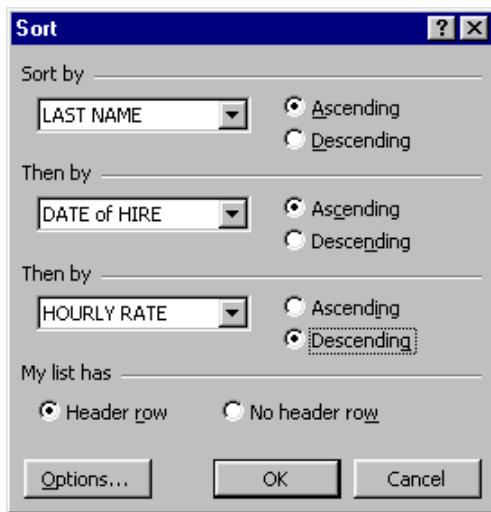 Sort
Sort by
LAST NAME
Ascending
Descending
Then by
DATE of HIRE
Ascending
Descending
Then by
HOURLY RATE
Ascending
Descending
My list has
Header row
No header row
Options...
OK
Cancel